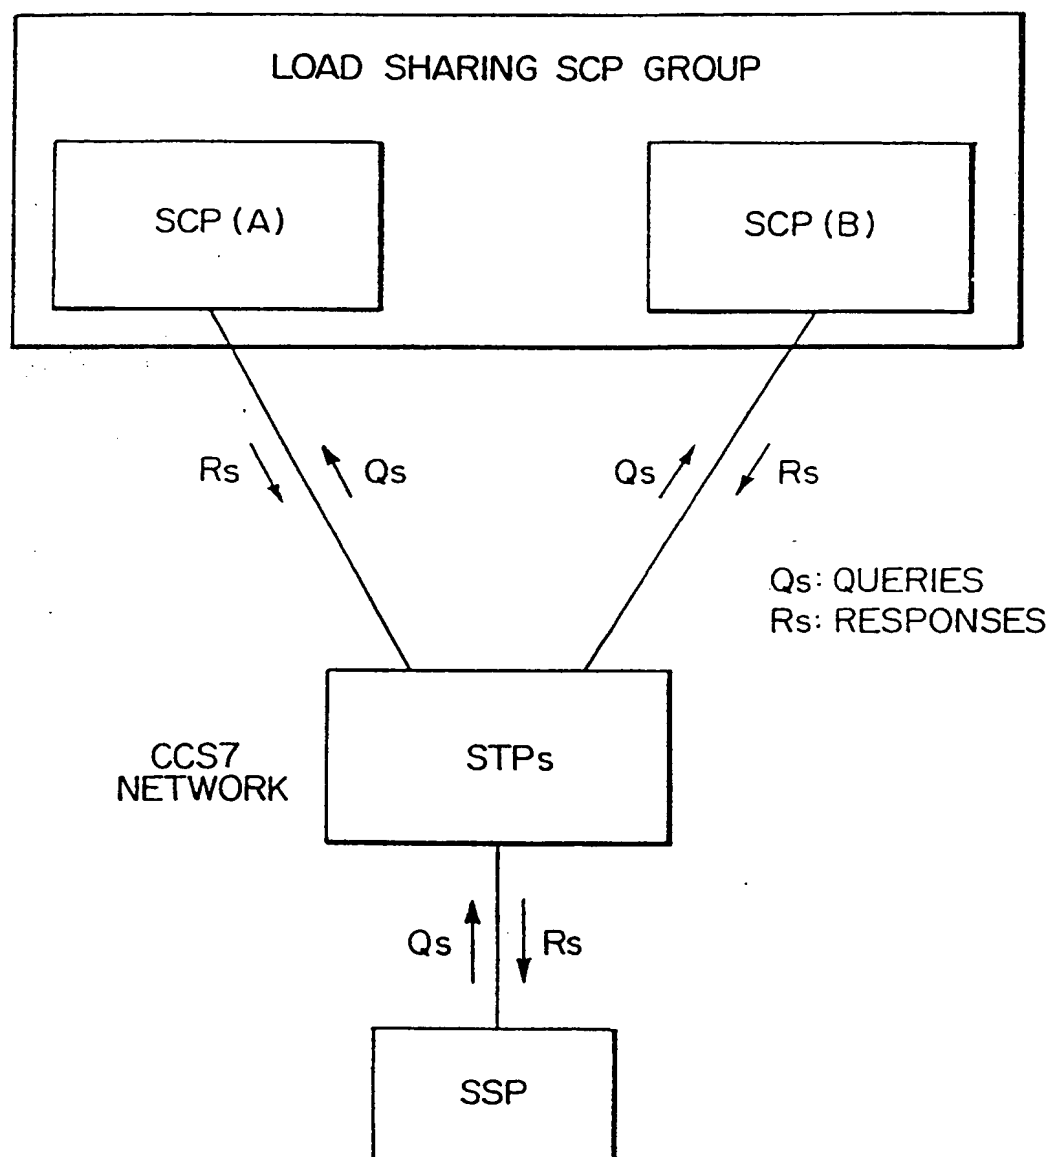 LOAD SHARING SCP GROUP
SCP (A)
SCP (B)
Rs
Qs
Qs
Rs
Qs: QUERIES
Rs: RESPONSES
CCS7
NETWORK
STPs
Qs
Rs
SSP